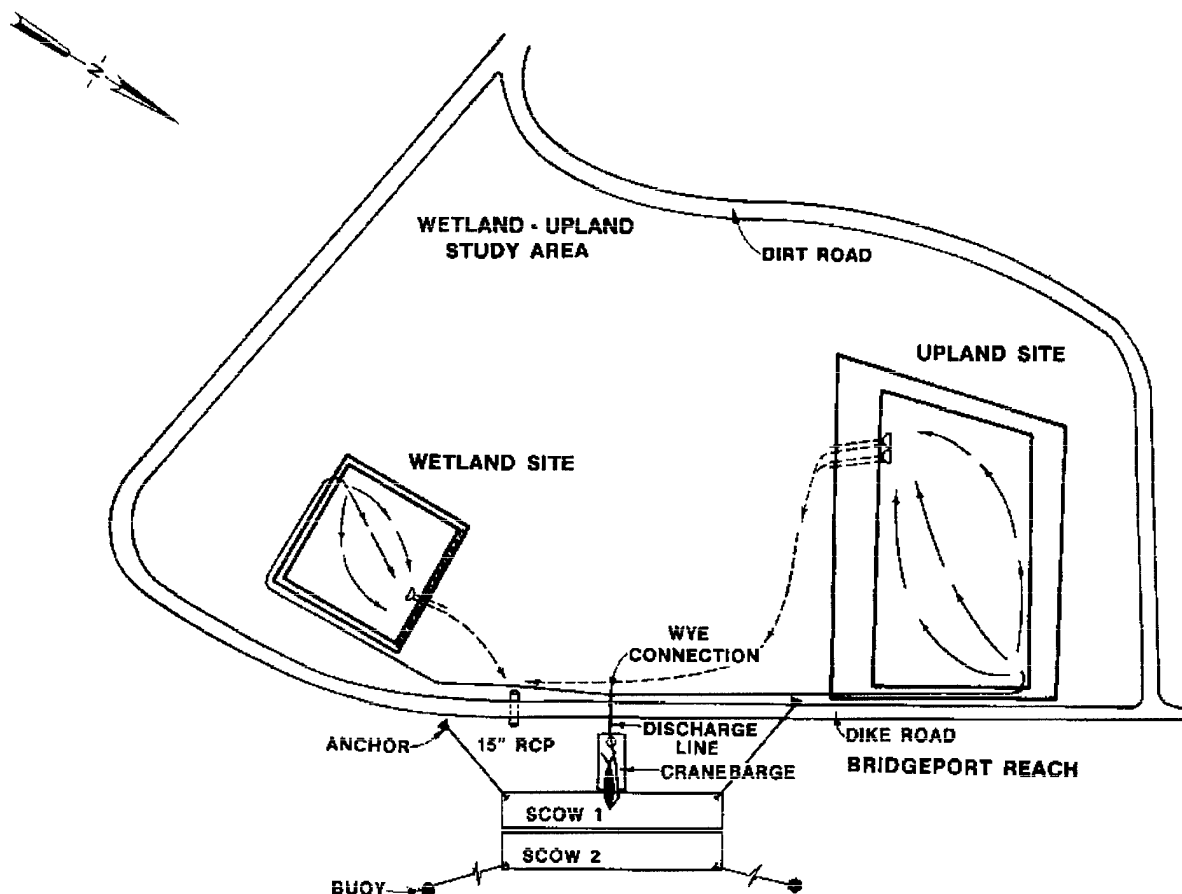 N
WETLAND - UPLAND
STUDY AREA
DIRT ROAD
UPLAND SITE
WETLAND SITE
WYE
CONNECTION
ANCHOR
15" RCP
DISCHARGE
LINE
DIKE ROAD
CRANEBARGE
BRIDGEPORT REACH
SCOW 1
SCOW 2
BUOY